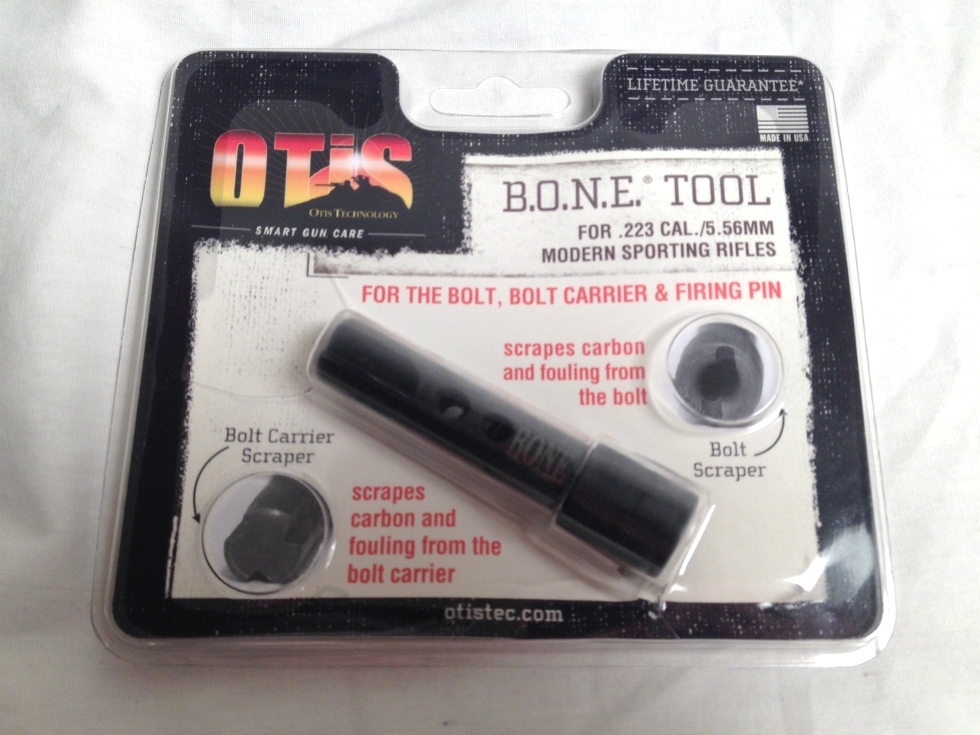 LIFETIME GUARANTEE*
MADE IN USA
OTIS
OTIS TECHNOLOGY
SMART GUN CARE
B.O.N.E.® TOOL
FOR .223 CAL./5.56MM
MODERN SPORTING RIFLES
FOR THE BOLT, BOLT CARRIER & FIRING PIN
scrapes carbon
and fouling from
the bolt
Bolt
Scraper
BONE
Bolt Carrier
Scraper
scrapes
carbon and
fouling from the
bolt carrier
otistec.com